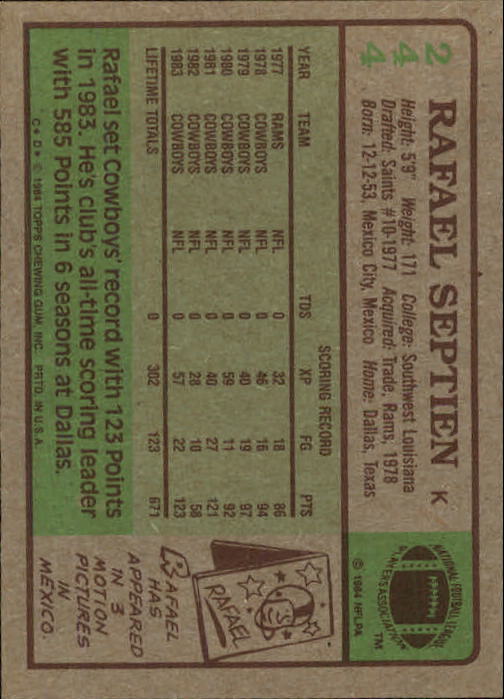 244
RAFAEL SEPTIEN K
Height: 5'9" Weight: 171 College: Southwest Louisiana
Drafted: Saints #10-1977 Acquired: Trade, Rams, 1978
Born: 12-12-53, Mexico City, Mexico Home: Dallas, Texas
NATIONAL FOOTBALL LEAGUE
PLAYERS ASSOCIATION
TM
© 1984 NFLPA
SCORING RECORD
YEAR TEAM TDS XP FG PTS
1977 RAMS NFL 0 32 18 86
1978 COWBOYS NFL 0 46 16 94
1979 COWBOYS NFL 0 40 19 97
1980 COWBOYS NFL 0 59 11 92
1981 COWBOYS NFL 0 40 27 121
1982 COWBOYS NFL 0 28 10 58
1983 COWBOYS NFL 0 57 22 123
LIFETIME TOTALS 0 302 123 671
Rafael set Cowboys' record with 123 Points
in 1983. He's club's all-time scoring leader
with 585 Points in 6 seasons at Dallas.
C* D* © 1984 TOPPS CHEWING GUM, INC. PRTD. IN U.S.A.
RAFAEL
RAFAEL
HAS
APPEARED
IN 3
MOTION
PICTURES
IN
MEXICO.